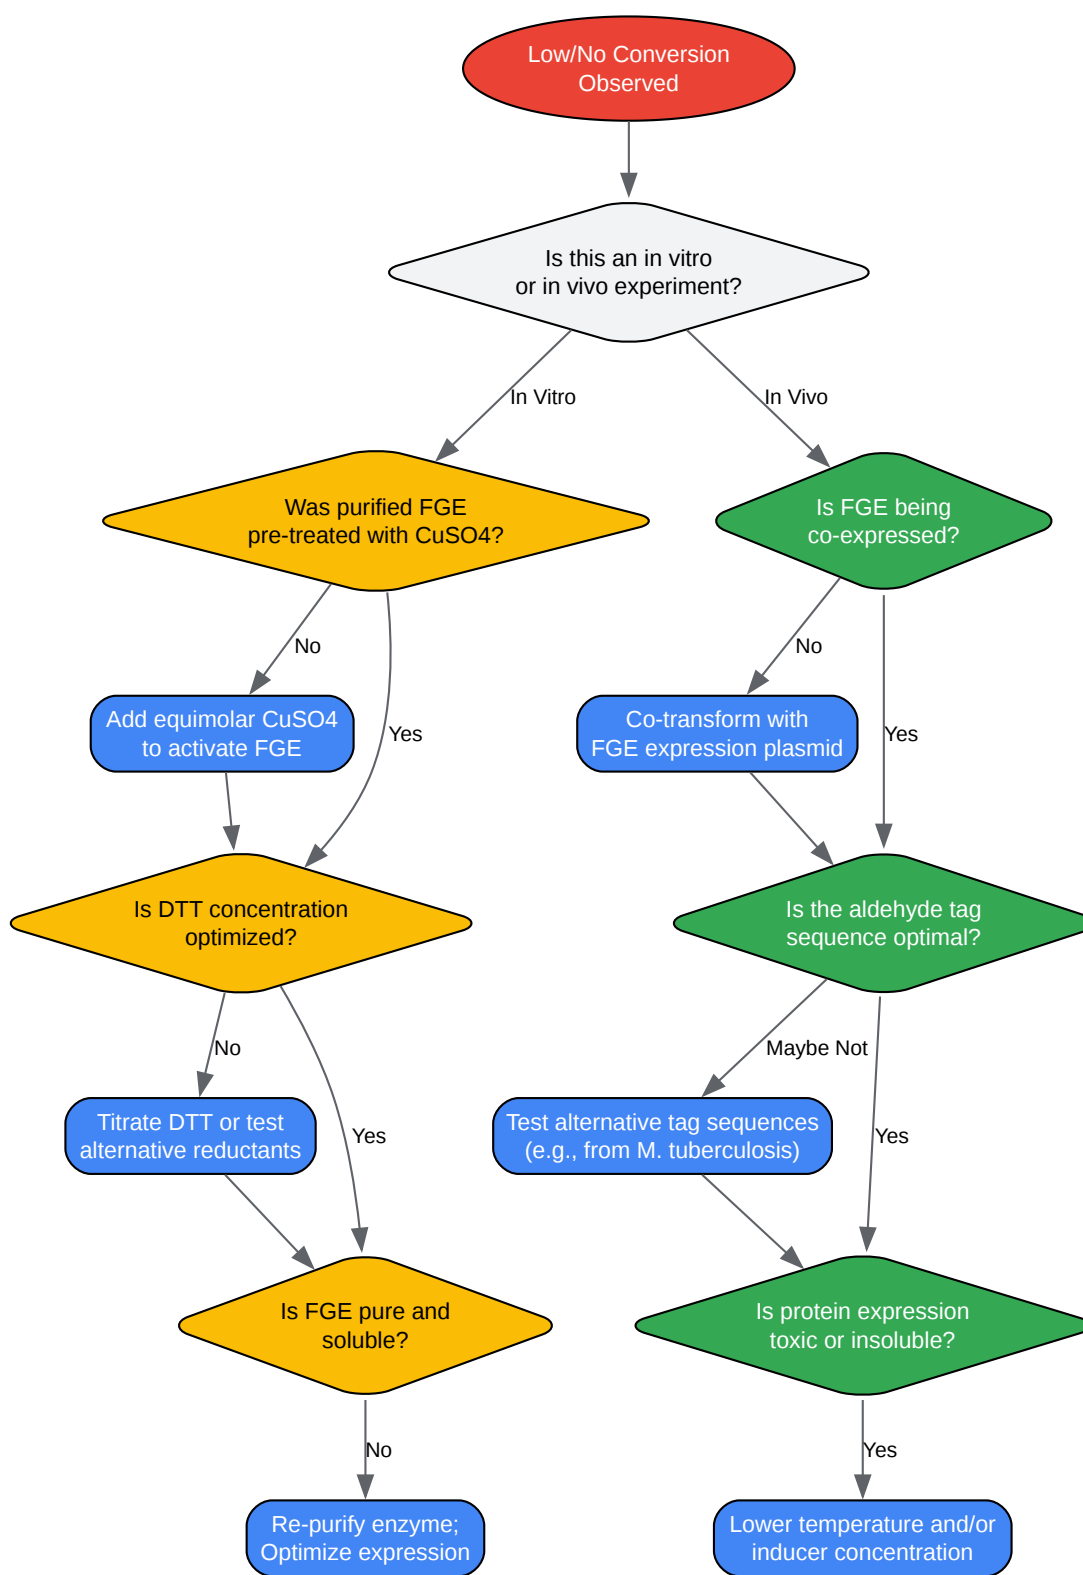 Low/No Conversion
Observed
Is this an in vitro
or in vivo experiment?
In Vitro
In Vivo
Was purified FGE
pre-treated with CuSO4?
Is FGE being
co-expressed?
No
No
Add equimolar CuSO4
to activate FGE
Yes
Co-transform with
FGE expression plasmid
Yes
Is DTT concentration
optimized?
Is the aldehyde tag
sequence optimal?
No
Maybe Not
Titrate DTT or test
alternative reductants
Yes
Test alternative tag sequences
(e.g., from M. tuberculosis)
Yes
Is FGE pure and
soluble?
Is protein expression
toxic or insoluble?
No
Yes
Re-purify enzyme;
Optimize expression
Lower temperature and/or
inducer concentration